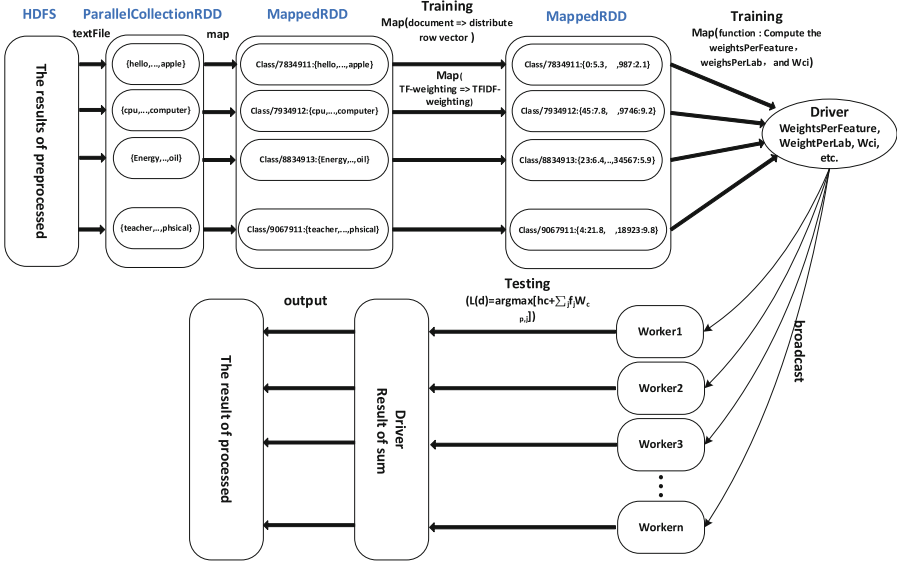 HDFS
ParallelCollectionRDD
MappedRDD
Training
Map(document => distribute
row vector )
MappedRDD
Training
Map(function : Compute the
weightsPerFeature,
weighsPerLab, and Wci)
textFile
map
Map(
TF-weighting => TFIDF-
weighting)
The results of preprocessed
{hello,...,apple}
Class/7834911:{hello,...,apple}
Class/7834911:{0:5.3, ,987:2.1}
{cpu,...,computer}
Class/7934912:{cpu,...,computer}
Class/7934912:{45:7.8, ,9746:9.2}
{Energy,..,oil}
Class/8834913:{Energy,..,oil}
Class/8834913:{23:6.4,..,34567:5.9}
{teacher,..,phsical}
Class/9067911:{teacher,...,phsical}
Class/9067911:{4:21.8, ,18923:9.8}
Driver
WeightsPerFeature,
WeightPerLab, Wci,
etc.
broadcast
Testing
(L(d)=argmax[hc+∑jfjWc
p,j])
output
Worker1
Worker2
Worker3
Workern
Driver
Result of sum
The result of processed